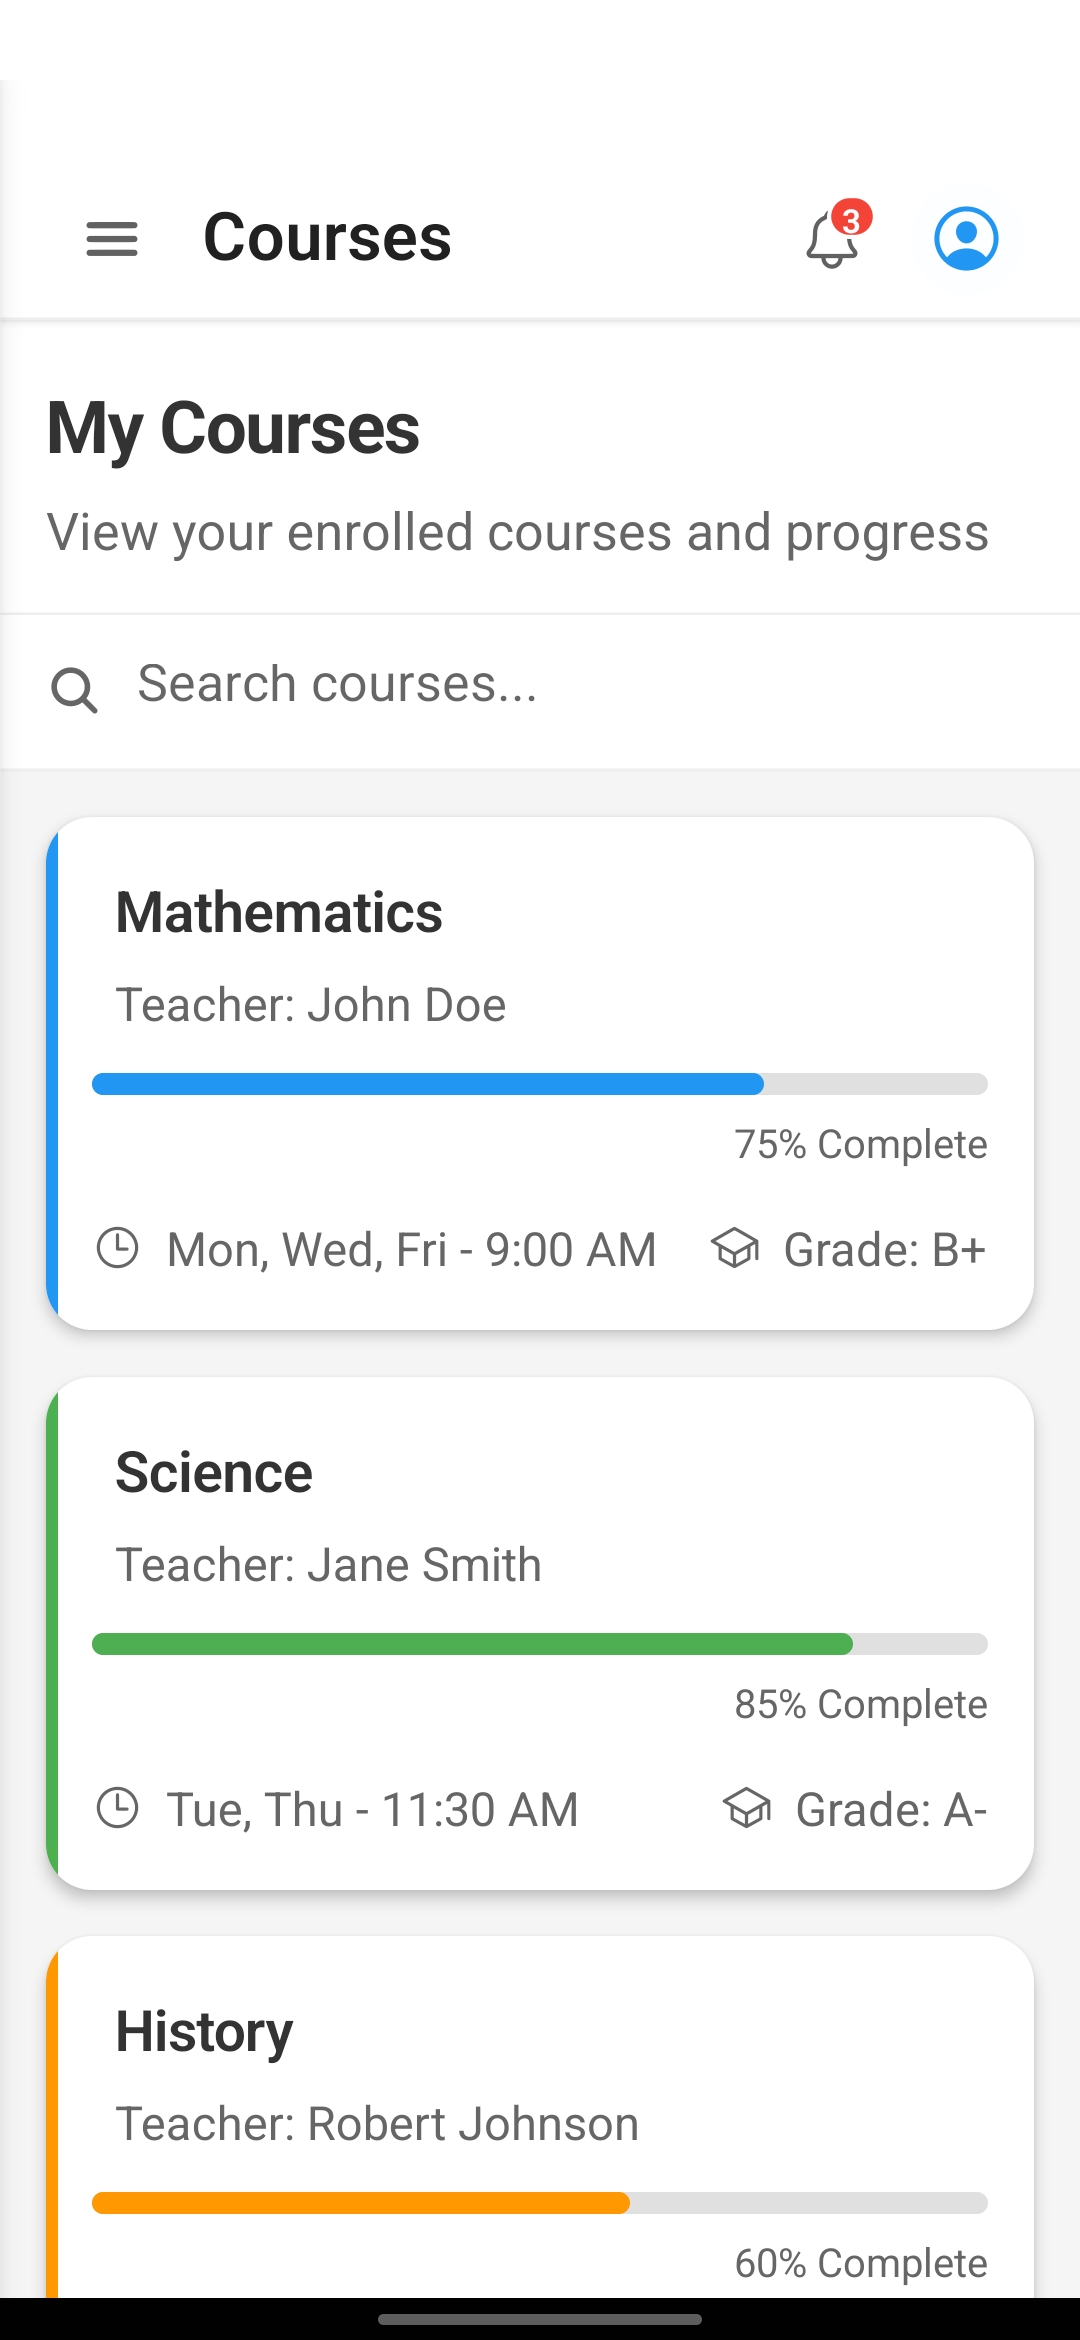 Courses
3
My Courses
View your enrolled courses and progress
Search courses...
Mathematics
Teacher: John Doe
75% Complete
Mon, Wed, Fri - 9:00 AM Grade: B+
Science
Teacher: Jane Smith
85% Complete
Tue, Thu - 11:30 AM Grade: A-
History
Teacher: Robert Johnson
60% Complete